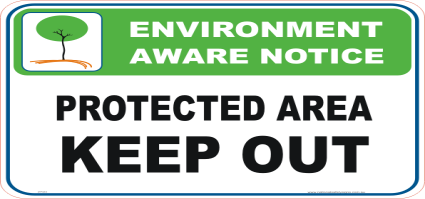 ENVIRONMENT
AWARE NOTICE
PROTECTED AREA
KEEP OUT